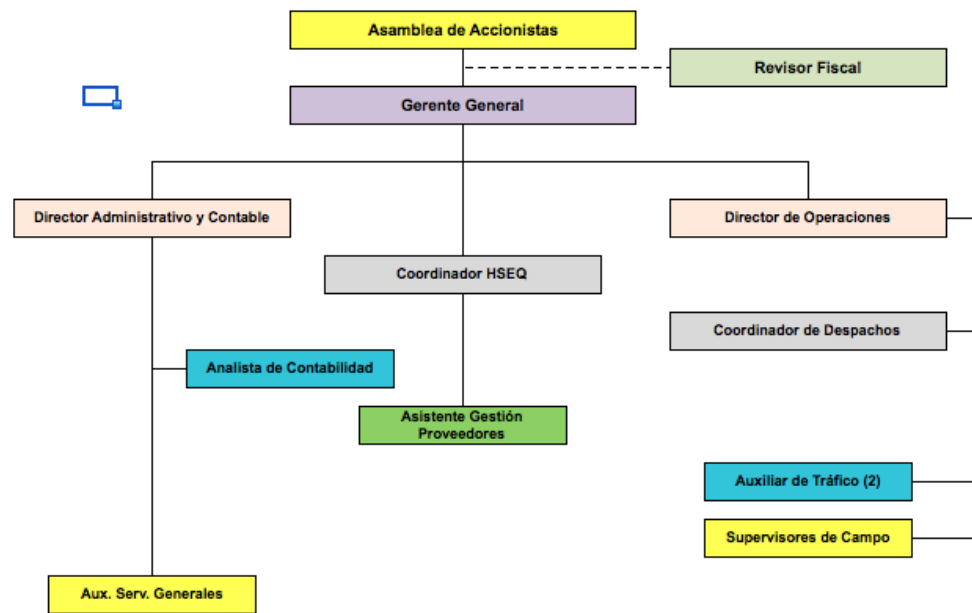 Asamblea de Accionistas
Revisor Fiscal
Gerente General
Director Administrativo y Contable
Director de Operaciones
Coordinador HSEQ
Coordinador de Despachos
Analista de Contabilidad
Asistente Gestión
Proveedores
Auxiliar de Tráfico (2)
Supervisores de Campo
Aux. Serv. Generales